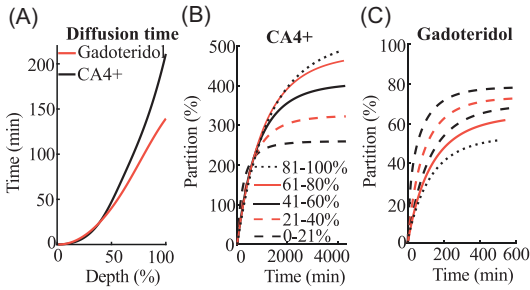 (A)
Diffusion time
Gadoteridol
CA4+
200
150
100
50
0
Time (min)
0 50 100
Depth (%)
(B)
CA4+
500
400
300
200
100
0
Partition (%)
81-100%
61-80%
41-60%
21-40%
0-21%
0 2000 4000
Time (min)
(C)
Gadoteridol
100
80
60
40
20
0
Partition (%)
0 200 400 600
Time (min)